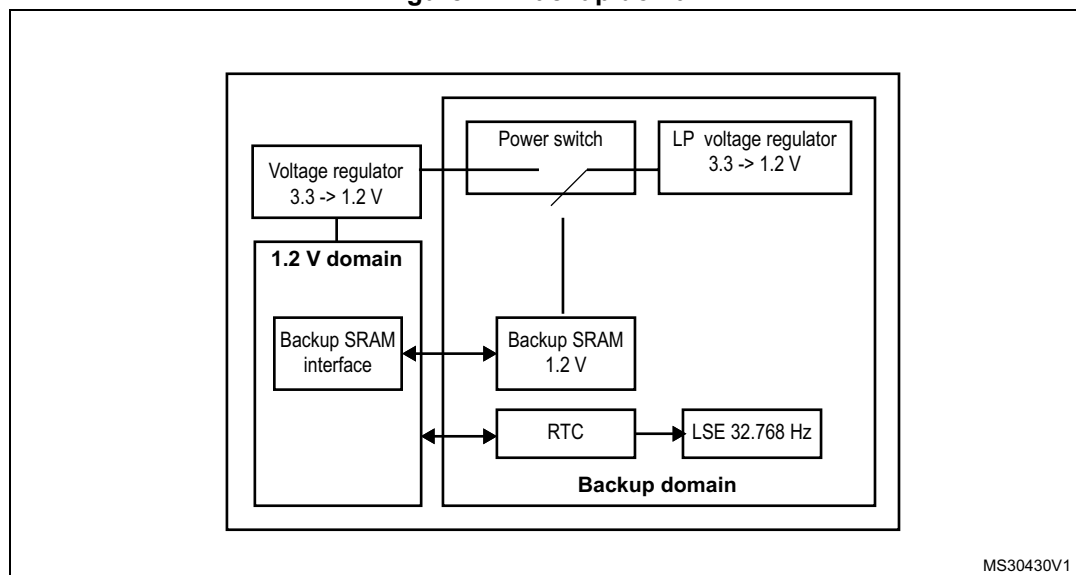 Power switch
LP voltage regulator
3.3 -> 1.2 V
Voltage regulator
3.3 -> 1.2 V
1.2 V domain
Backup SRAM
interface
Backup SRAM
1.2 V
RTC
LSE 32.768 Hz
Backup domain
MS30430V1